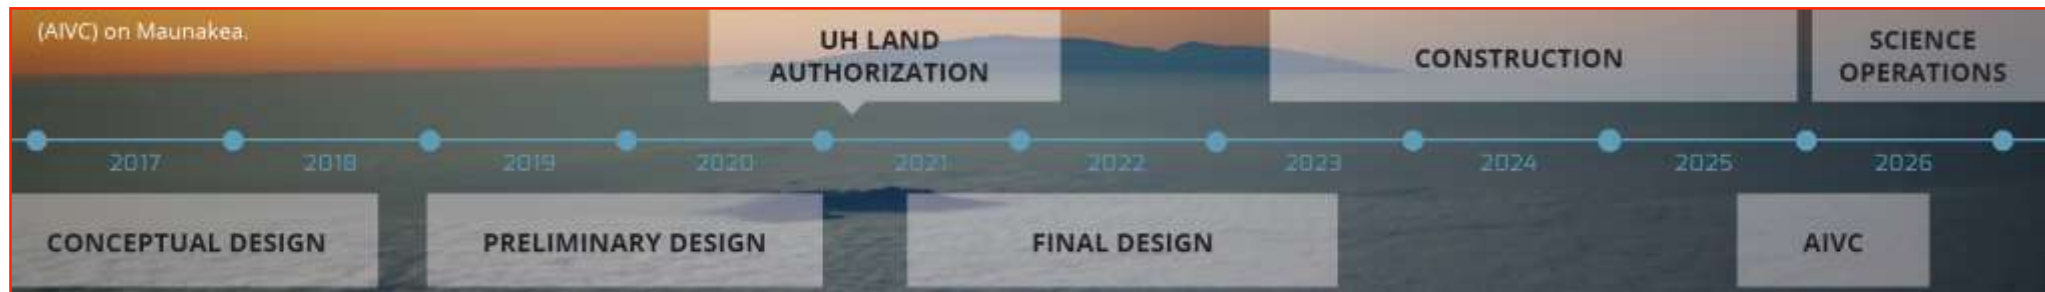 (AIVC) on Maunakea.
UH LAND
AUTHORIZATION
CONSTRUCTION
SCIENCE
OPERATIONS
2017 2018 2019 2020 2021 2022 2023 2024 2025 2026
CONCEPTUAL DESIGN PRELIMINARY DESIGN FINAL DESIGN AIVC